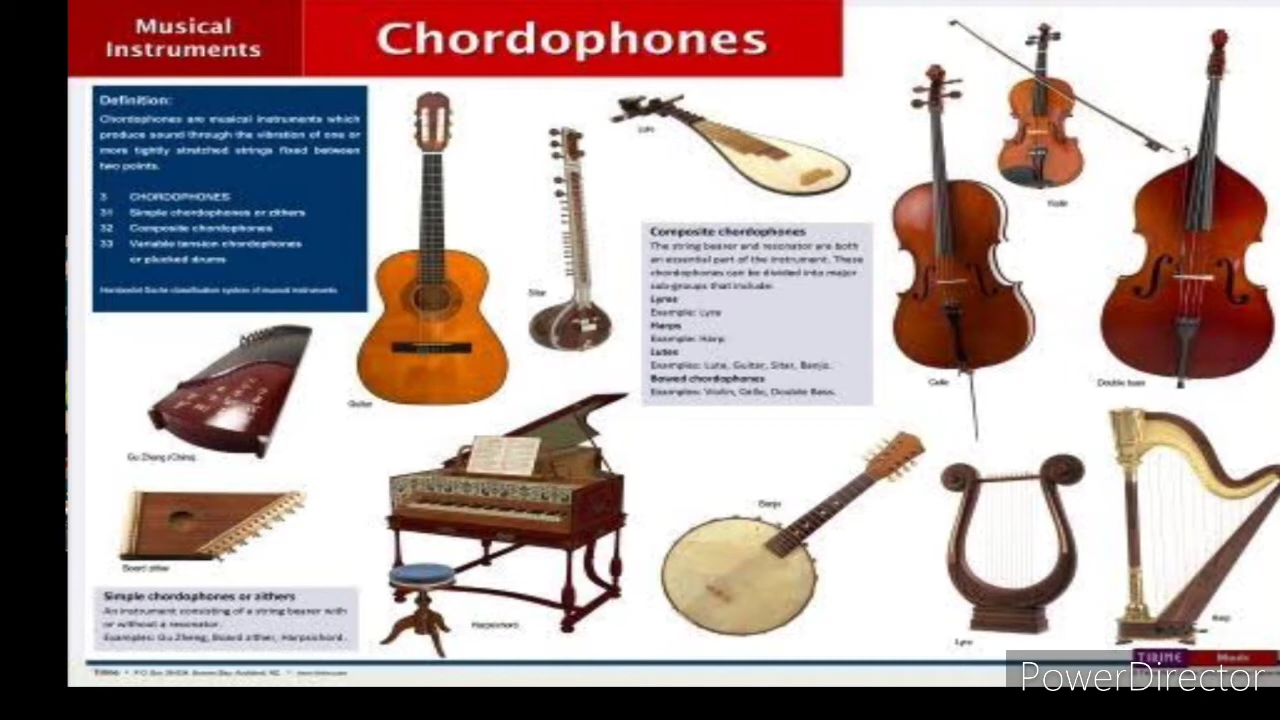 Musical
Instruments
Chordophones
Definition:
Chordophones are musical instruments which
produce sound through the vibration of one or
more tightly stretched strings fixed between
two points.
3 CHORDOPHONES
31 Simple chordophones or zithers
32 Composite chordophones
33 Variable tension chordophones
or plucked drums
classification system of musical instruments
Guitar
Sitar
Lute
Composite chordophones
The string bearer and resonator are both
an essential part of the instrument. These
chordophones can be divided into major
sub-groups that include:
Lyres
Example: Lyre
Harps
Example: Harp
Lutes
Examples: Lute, Guitar, Sitar, Banjo.
Bowed chordophones
Examples: Violin, Cello, Double Bass.
Violin
Cello
Double bass
Gu Zheng (China)
Board zither
Simple chordophones or zithers
An instrument consisting of a string bearer with
or without a resonator.
Examples: Gu Zheng, Board zither, Harpsichord.
Harpsichord
Banjo
Lyre
Harp
TIRIME Music
PowerDirector